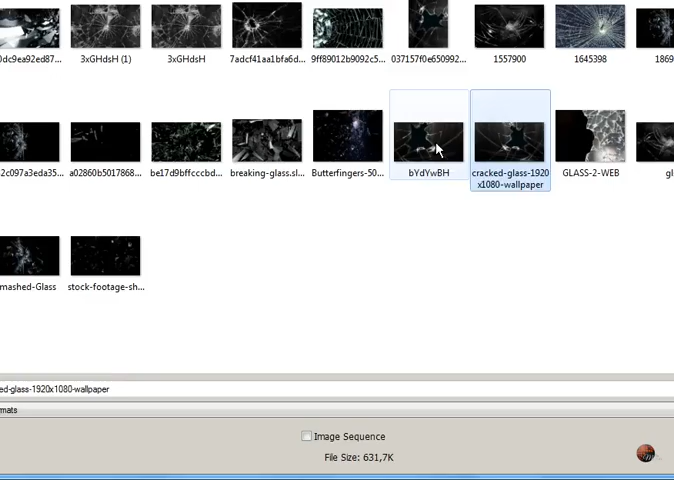 0dc9ea92ed87... 3xGHdsH (1) 3xGHdsH 7adcf41aa1bfa6d... 9ff89012b9092c5... 037157f0e650992... 1557900 1645398 1869
2c097a3eda35... a02860b5017868... be17d9bffcccbd... breaking-glass.sl... Butterfingers-50... bYdYwBH cracked-glass-1920 GLASS-2-WEB gl
x1080-wallpaper
mashed-Glass stock-footage-sh...
ed-glass-1920x1080-wallpaper
mats
Image Sequence
File Size: 631,7K